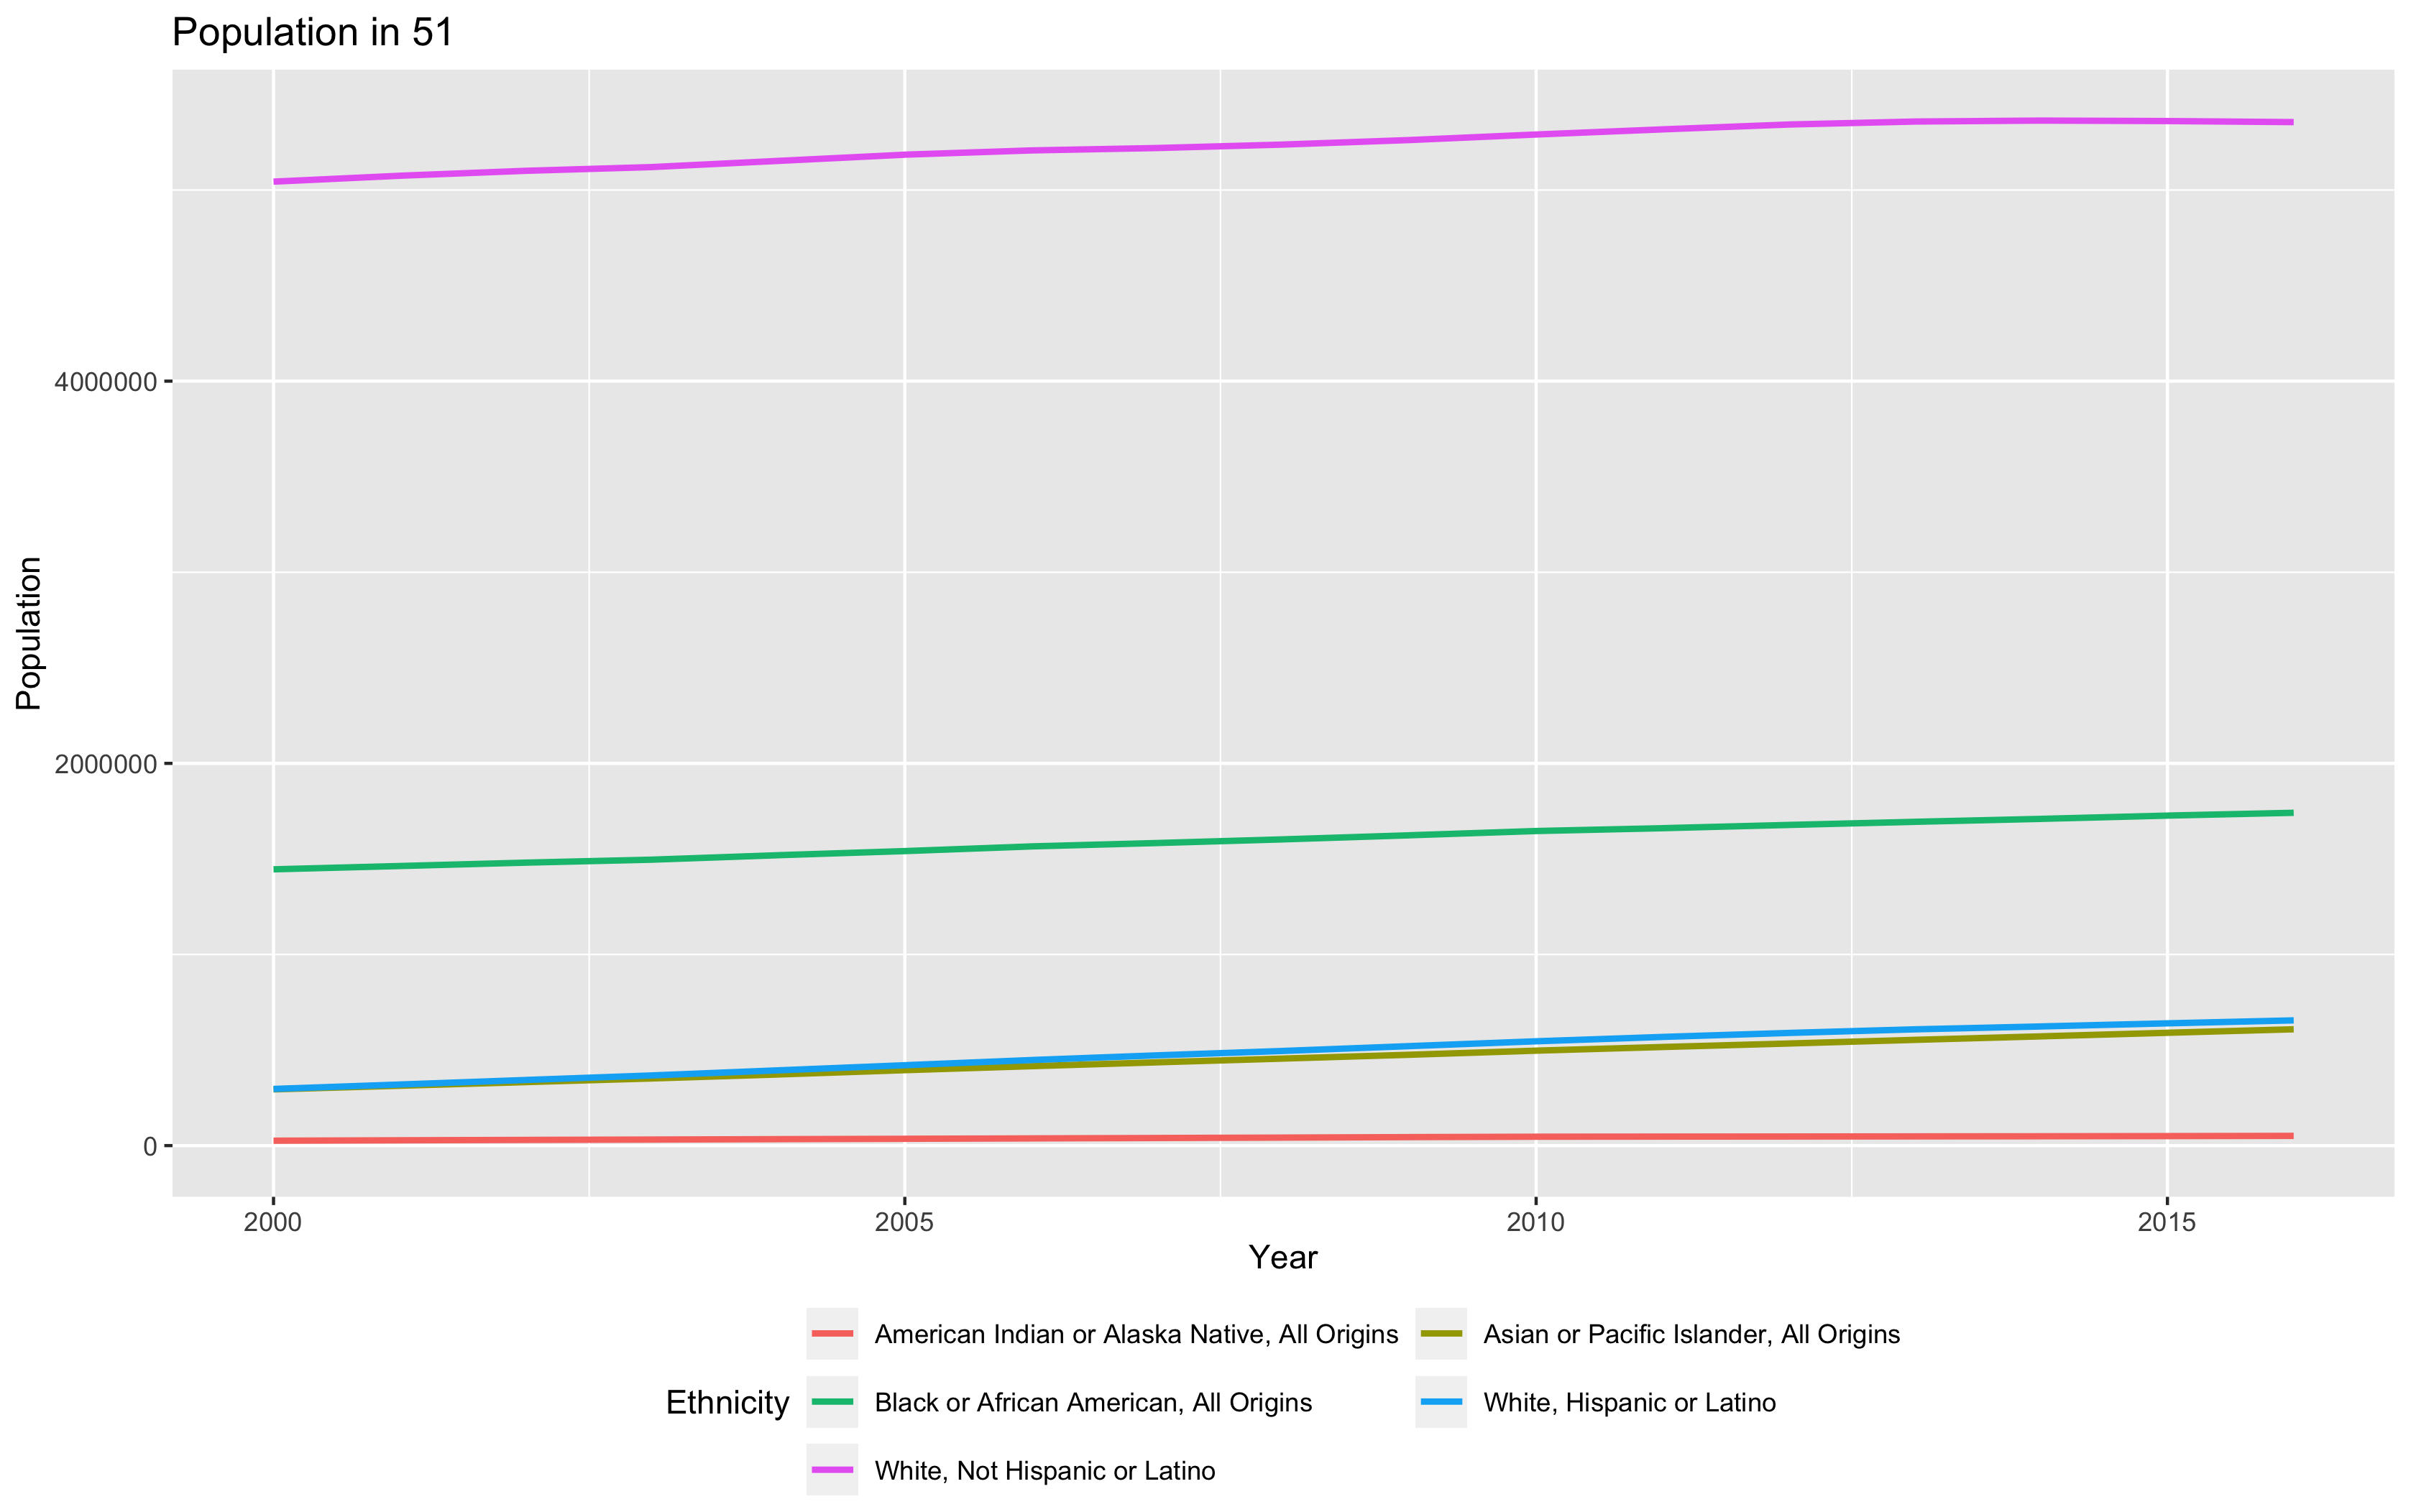 Population in 51
Population
4000000
2000000
0
2000 2005 2010 2015
Year
Ethnicity
American Indian or Alaska Native, All Origins
Asian or Pacific Islander, All Origins
Black or African American, All Origins
White, Hispanic or Latino
White, Not Hispanic or Latino